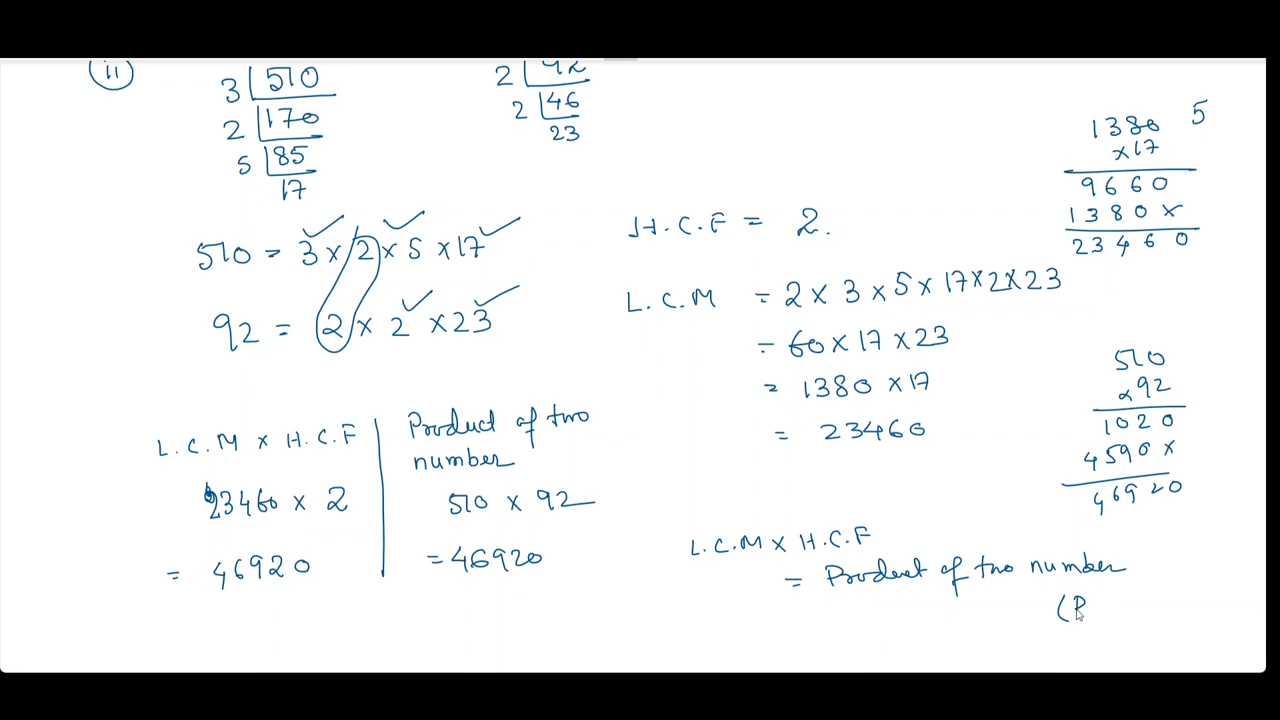 ii
3 510
2 170
5 85
17
2 92
2 46
23
510 = 3 × 2 × 5 × 17
92 = 2 × 2 × 23
H.C.F = 2.
L.C.M = 2 × 3 × 5 × 17 × 2 × 23
= 60 × 17 × 23
= 1380 × 17
= 23460
1380 5
×17
9660
1380×
23460
510
×92
1020
4590×
46920
L.C.M × H.C.F
23460 × 2
= 46920
Product of two
number
510 × 92
= 46920
L.C.M × H.C.F
= Product of two number
(P